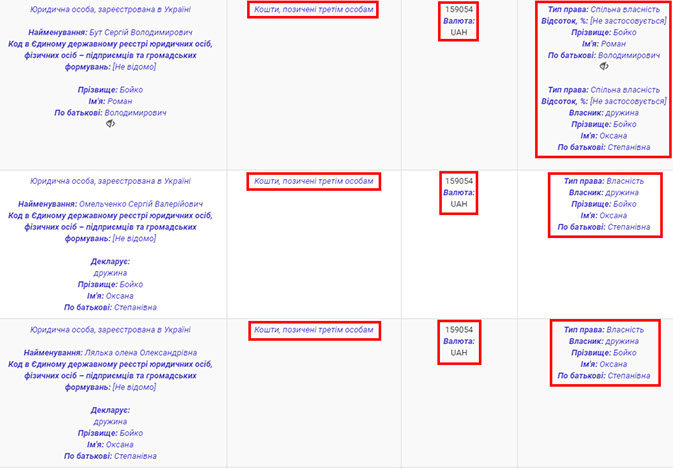 Юридична особа, зареєстрована в Україні
Найменування: Бут Сергій Володимирович
Код в Єдиному державному реєстрі юридичних осіб,
фізичних осіб – підприємців та громадських
формувань: [Не відомо]
Прізвище: Бойко
Ім'я: Роман
По батькові: Володимирович
Кошти, позичені третім особам
159054
Валюта:
UAH
Тип права: Спільна власність
Відсоток, %: [Не застосовується]
Прізвище: Бойко
Ім'я: Роман
По батькові: Володимирович
Тип права: Спільна власність
Відсоток, %: [Не застосовується]
Власник: дружина
Прізвище: Бойко
Ім'я: Оксана
По батькові: Степанівна
Юридична особа, зареєстрована в Україні
Найменування: Омельченко Сергій Валерійович
Код в Єдиному державному реєстрі юридичних осіб,
фізичних осіб – підприємців та громадських
формувань: [Не відомо]
Декларує:
дружина
Прізвище: Бойко
Ім'я: Оксана
По батькові: Степанівна
Кошти, позичені третім особам
159054
Валюта:
UAH
Тип права: Власність
Власник: дружина
Прізвище: Бойко
Ім'я: Оксана
По батькові: Степанівна
Юридична особа, зареєстрована в Україні
Найменування: Лялька олена Олександрівна
Код в Єдиному державному реєстрі юридичних осіб,
фізичних осіб – підприємців та громадських
формувань: [Не відомо]
Декларує:
дружина
Прізвище: Бойко
Ім'я: Оксана
По батькові: Степанівна
Кошти, позичені третім особам
159054
Валюта:
UAH
Тип права: Власність
Власник: дружина
Прізвище: Бойко
Ім'я: Оксана
По батькові: Степанівна